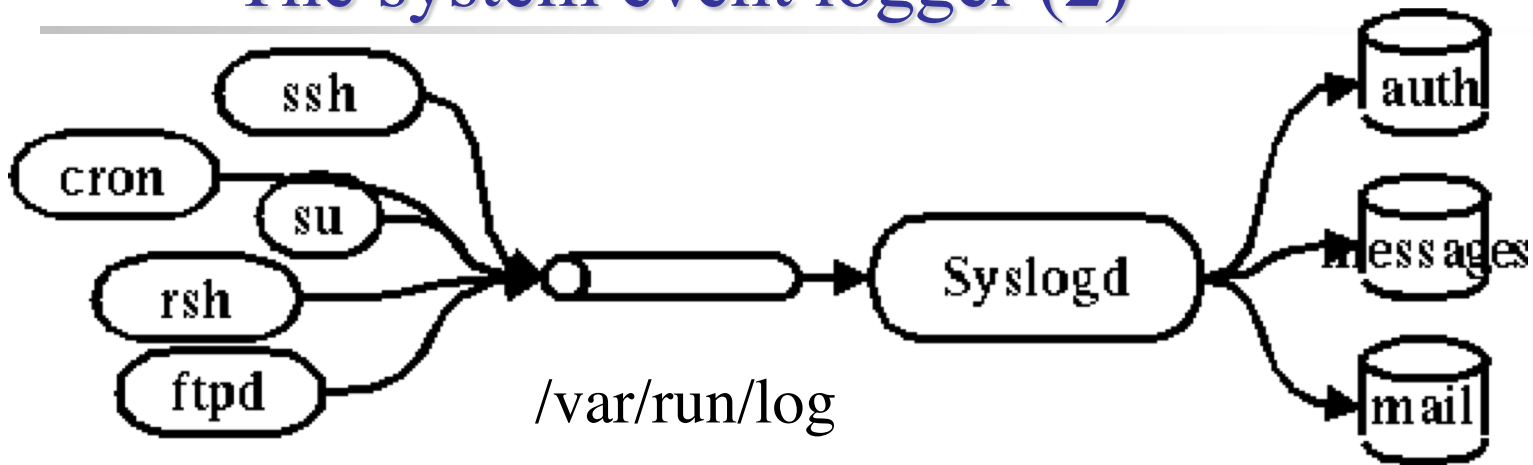 The system event logger (2)
ssh
cron
su
rsh
ftpd
/var/run/log
Syslogd
auth
messages
mail